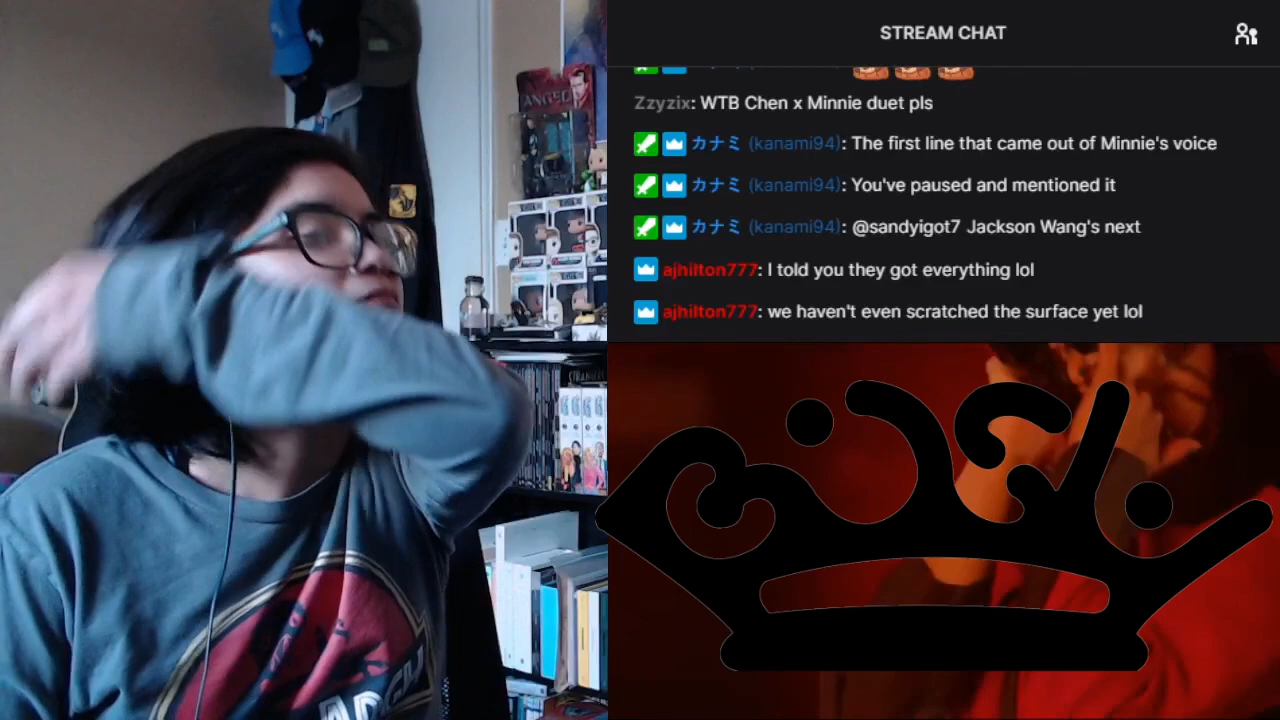 STREAM CHAT
Zzyzix: WTB Chen x Minnie duet pls
カナミ (kanami94): The first line that came out of Minnie's voice
カナミ (kanami94): You've paused and mentioned it
カナミ (kanami94): @sandyigot7 Jackson Wang's next
ajhilton777: I told you they got everything lol
ajhilton777: we haven't even scratched the surface yet lol
ANGEL